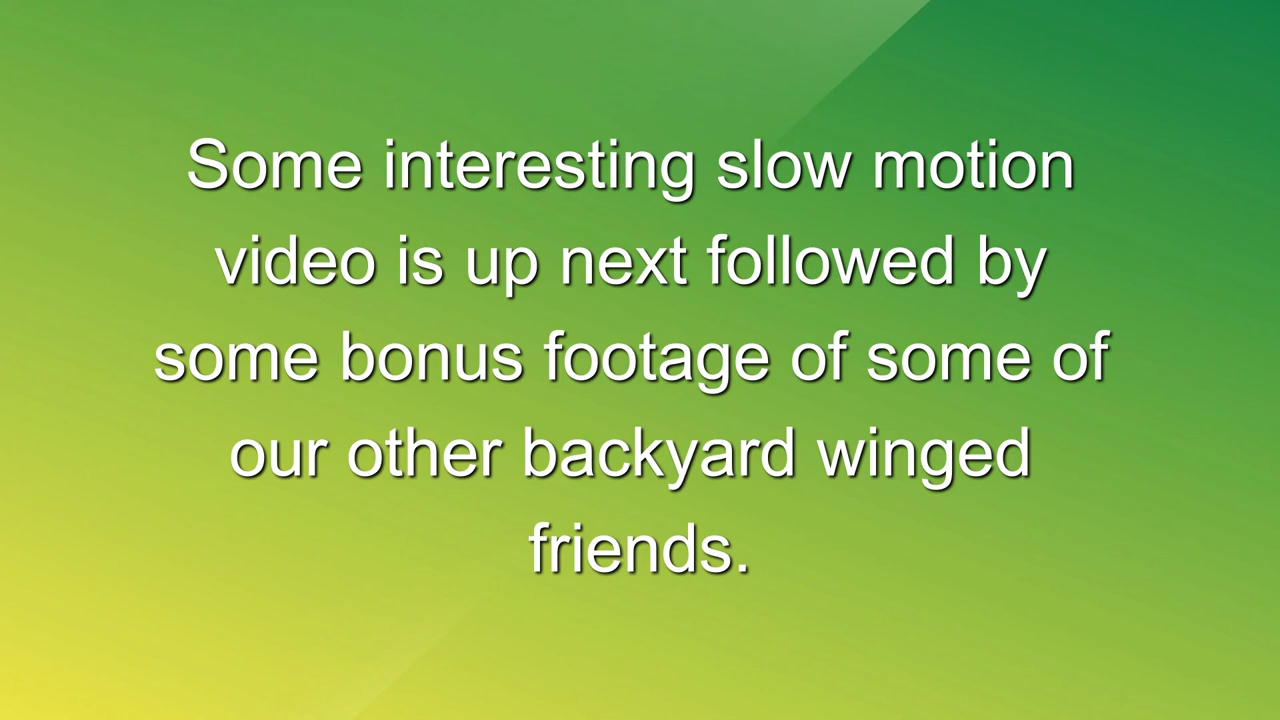 Some interesting slow motion
video is up next followed by
some bonus footage of some of
our other backyard winged
friends.